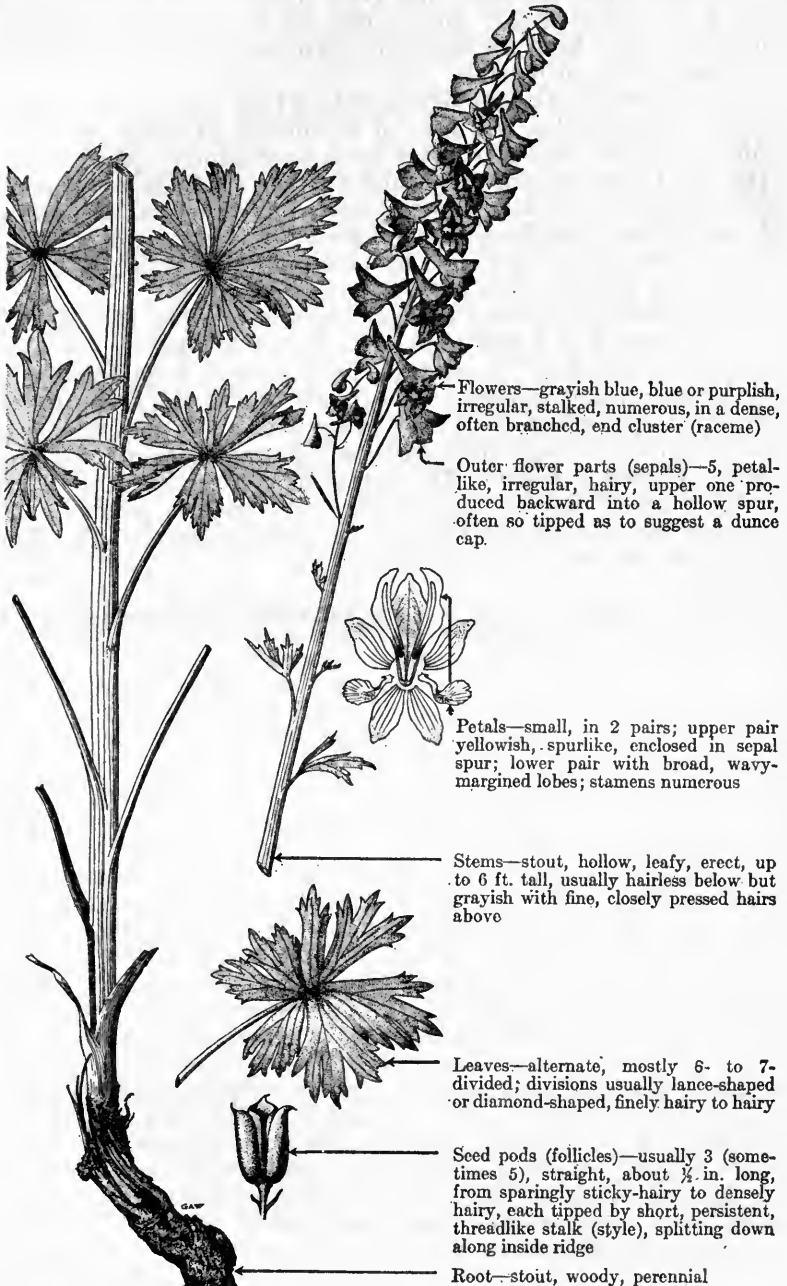 Flowers—grayish blue, blue or purplish,
irregular, stalked, numerous, in a dense,
often branched, end cluster (raceme)
Outer flower parts (sepals)—5, petal-
like, irregular, hairy, upper one pro-
duced backward into a hollow spur,
often so tipped as to suggest a dunce
cap.
Petals—small, in 2 pairs; upper pair
yellowish, spurlike, enclosed in sepal
spur; lower pair with broad, wavy-
margined lobes; stamens numerous
Stems—stout, hollow, leafy, erect, up
to 6 ft. tall, usually hairless below but
grayish with fine, closely pressed hairs
above
Leaves—alternate, mostly 6- to 7-
divided; divisions usually lance-shaped
or diamond-shaped, finely hairy to hairy
Seed pods (follicles)—usually 3 (some-
times 5), straight, about ½ in. long,
from sparingly sticky-hairy to densely
hairy, each tipped by short, persistent,
threadlike stalk (style), splitting down
along inside ridge
GAW
Root—stout, woody, perennial